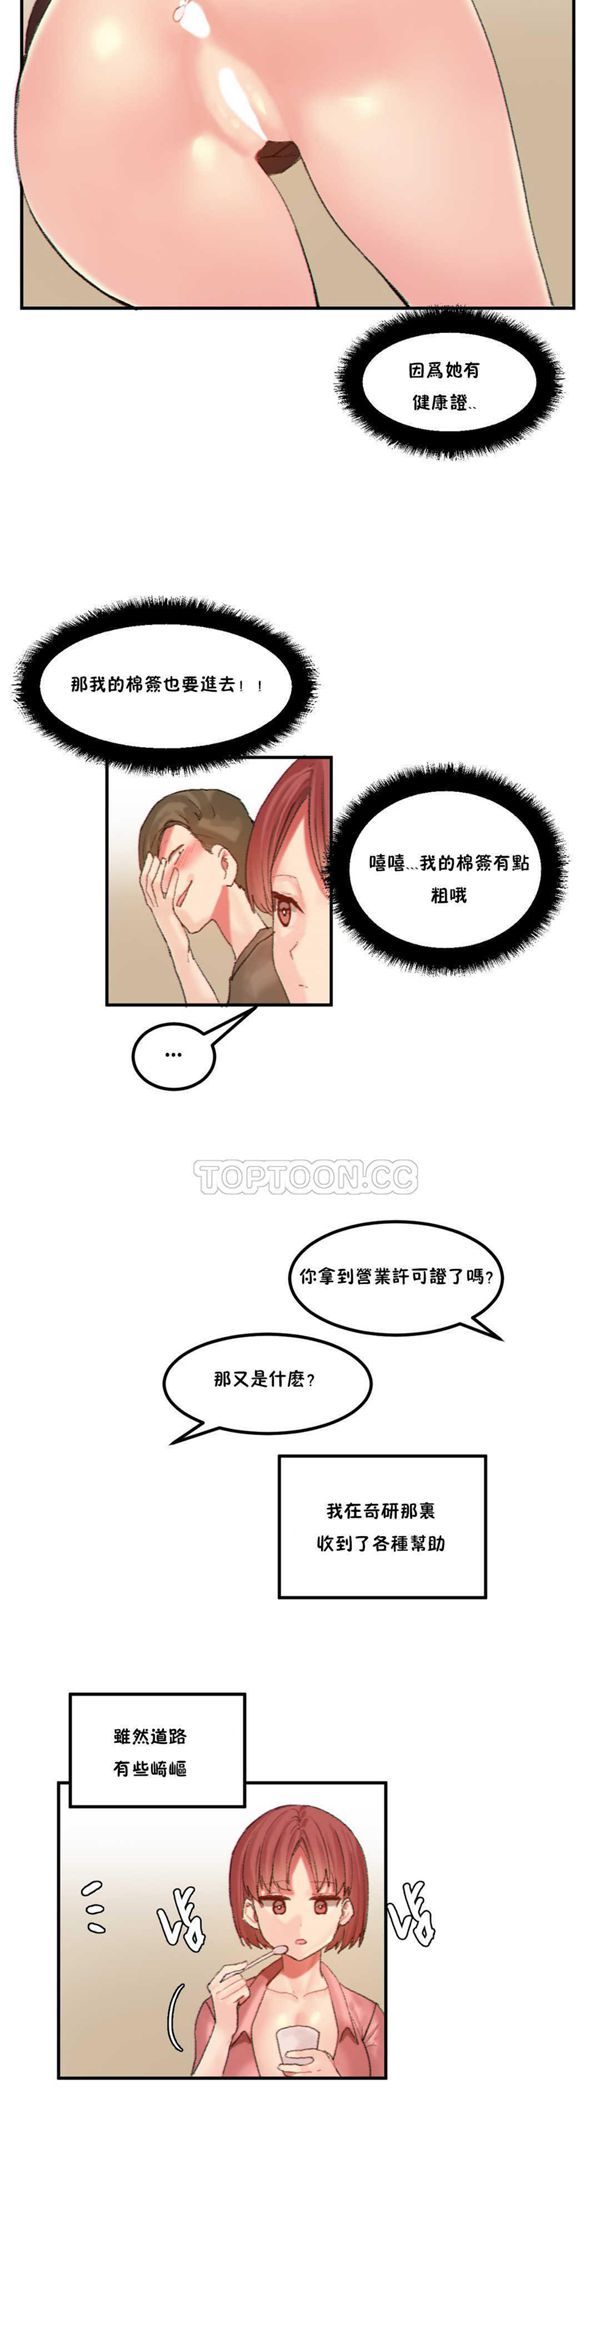 因爲她有
健康證..
那我的棉簽也要進去！！
嘻嘻...我的棉簽有點
粗哦
...
TOPTOON.CC
你拿到營業許可證了嗎?
那又是什麽?
我在奇研那裏
收到了各種幫助
雖然道路
有些崎嶇